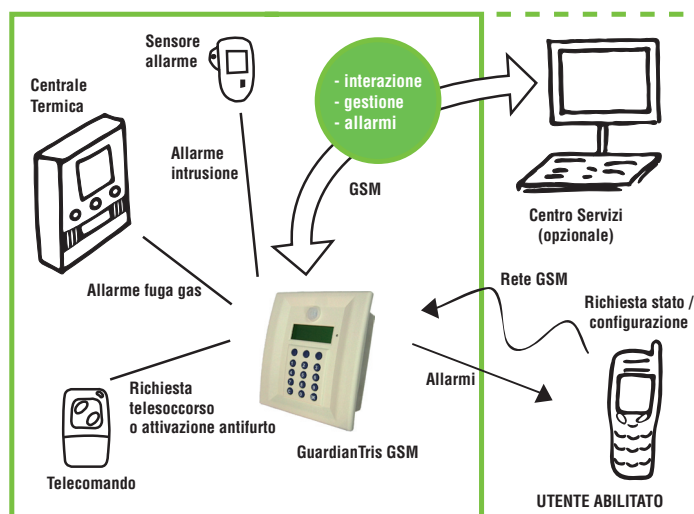 Sensore
allarme
Centrale
Termica
- interazione
- gestione
- allarmi
Allarme
intrusione
GSM
Centro Servizi
(opzionale)
Allarme fuga gas
Rete GSM
Richiesta stato /
configurazione
Allarmi
Richiesta
telesoccorso
o attivazione antifurto
GuardianTris GSM
Telecomando
UTENTE ABILITATO